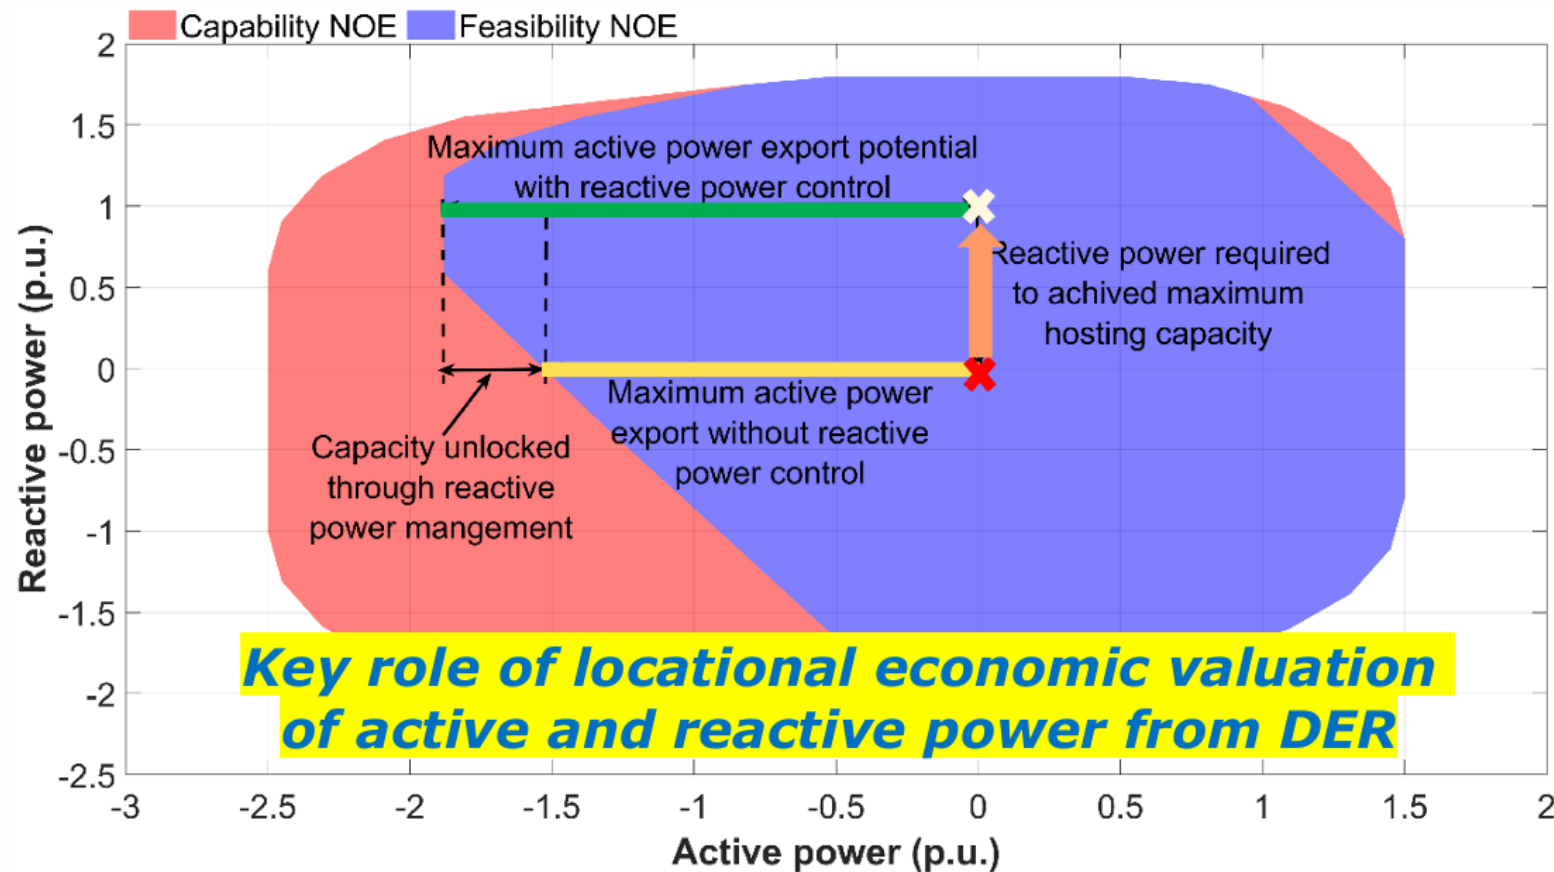 Capability NOE
Feasibility NOE
2
1.5
1
0.5
0
-0.5
-1
-1.5
-2
-2.5
Reactive power (p.u.)
Maximum active power export potential
with reactive power control
Reactive power required
to achived maximum
hosting capacity
Maximum active power
export without reactive
power control
Capacity unlocked
through reactive
power mangement
Key role of locational economic valuation
of active and reactive power from DER
-3
-2.5
-2
-1.5
-1
-0.5
0
0.5
1
1.5
2
Active power (p.u.)